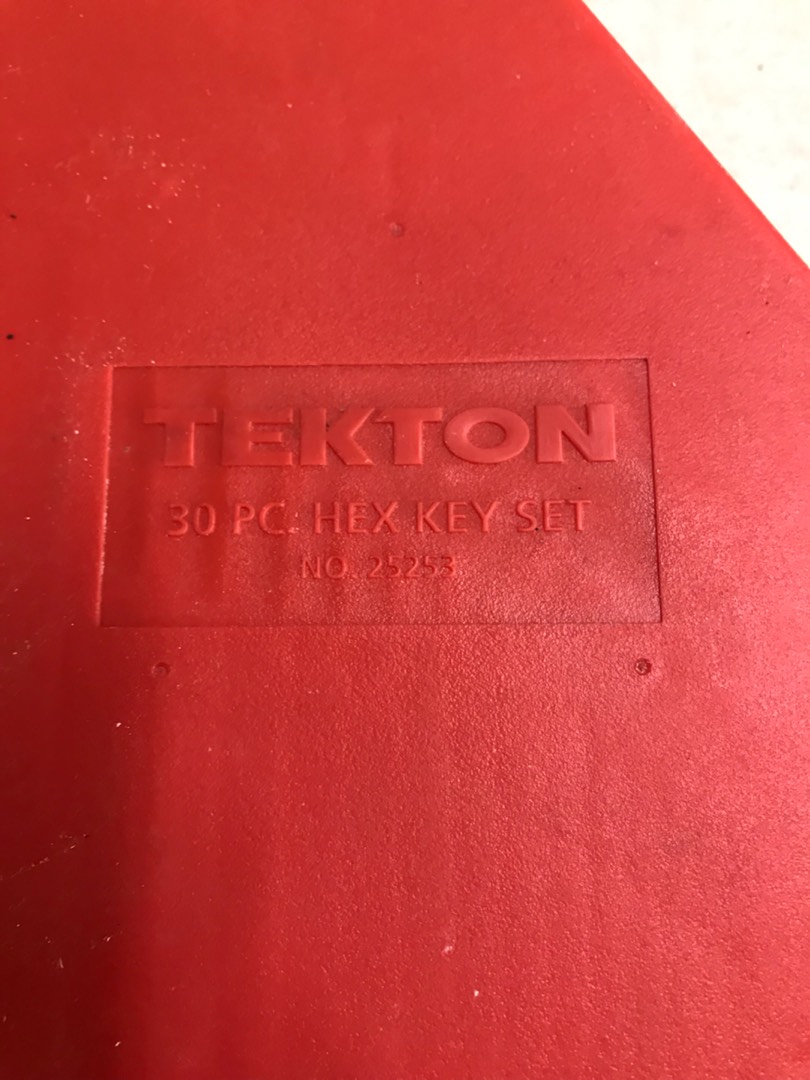 TEKTON
30 PC. HEX KEY SET
NO. 25253